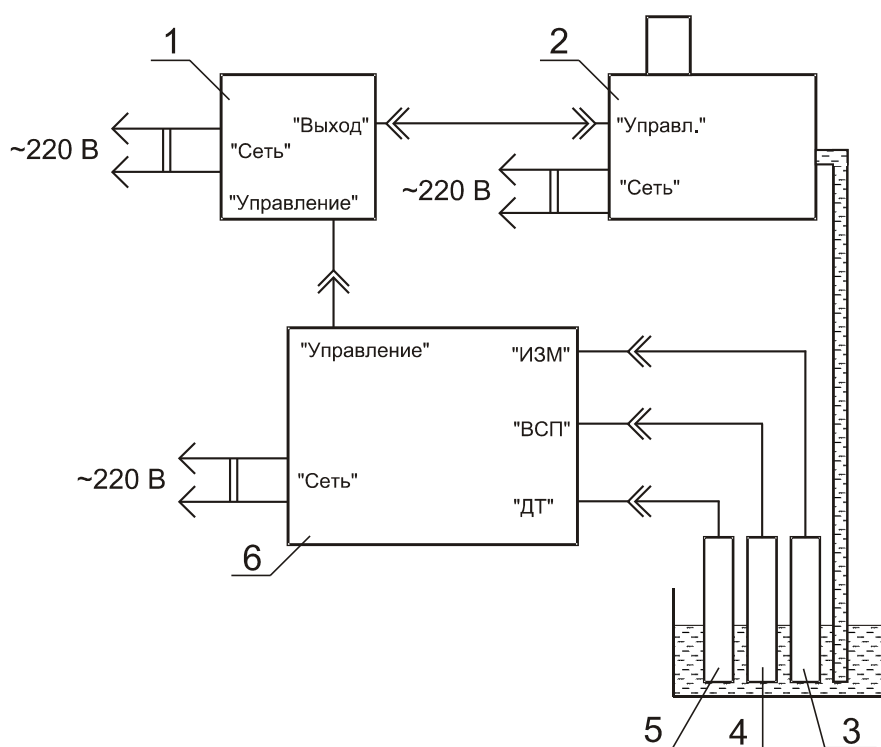 1
2
"Выход"
"Управл."
~220 В
"Сеть"
~220 В
"Сеть"
"Управление"
"Управление"
"ИЗМ"
"ВСП"
~220 В
"Сеть"
"ДТ"
6
5
4
3